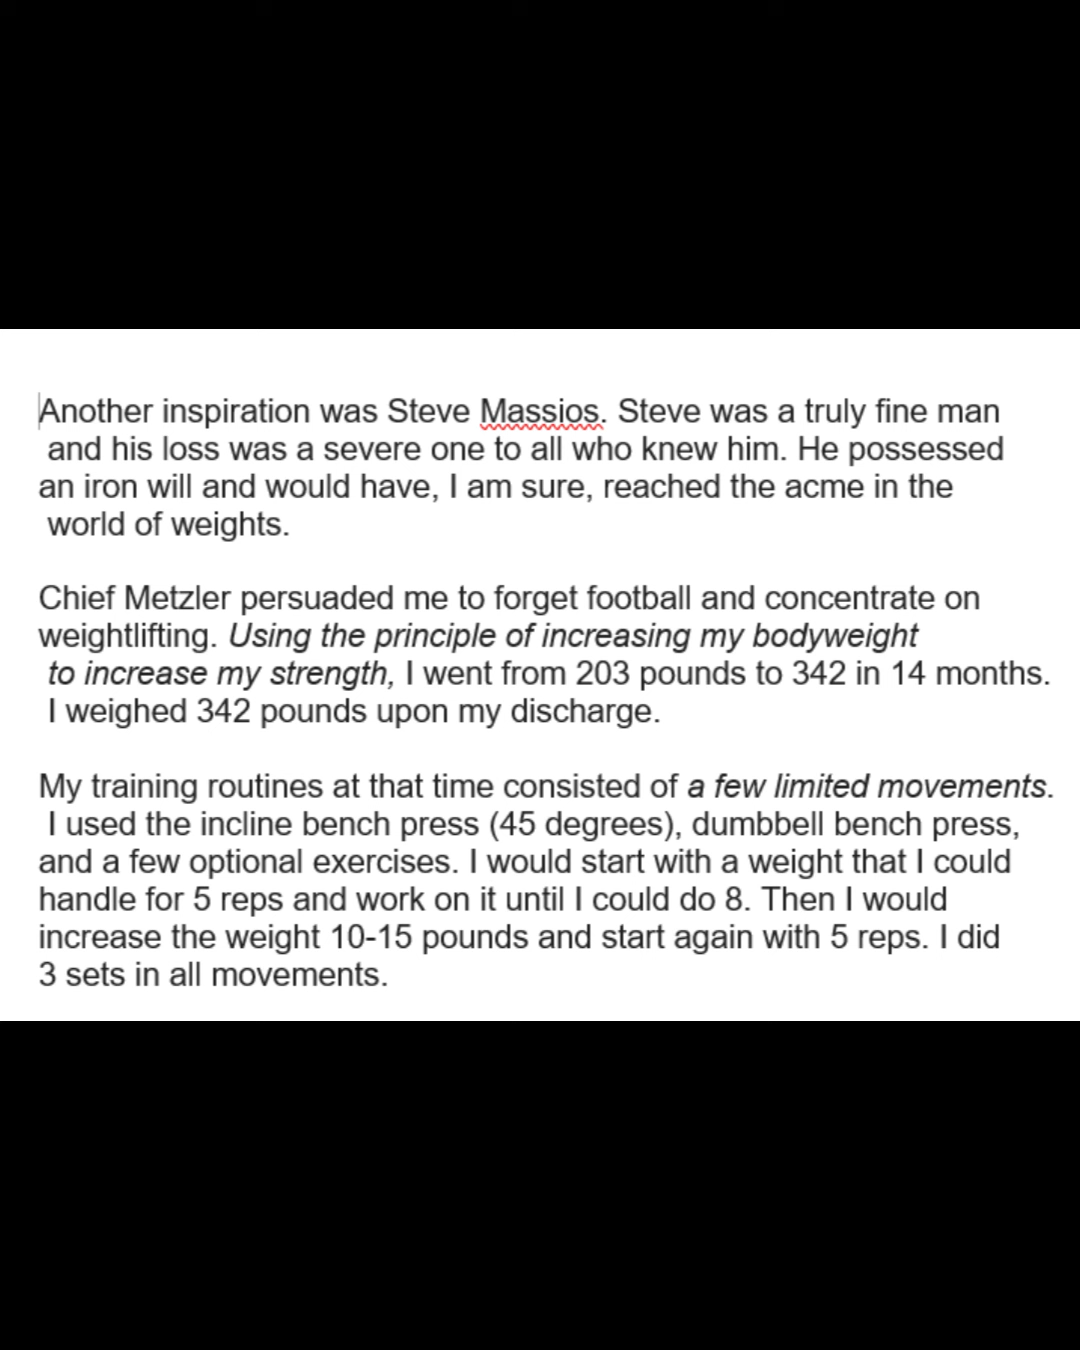 Another inspiration was Steve Massios. Steve was a truly fine man
and his loss was a severe one to all who knew him. He possessed
an iron will and would have, I am sure, reached the acme in the
world of weights.
Chief Metzler persuaded me to forget football and concentrate on
weightlifting. Using the principle of increasing my bodyweight
to increase my strength, I went from 203 pounds to 342 in 14 months.
I weighed 342 pounds upon my discharge.
My training routines at that time consisted of a few limited movements.
I used the incline bench press (45 degrees), dumbbell bench press,
and a few optional exercises. I would start with a weight that I could
handle for 5 reps and work on it until I could do 8. Then I would
increase the weight 10-15 pounds and start again with 5 reps. I did
3 sets in all movements.